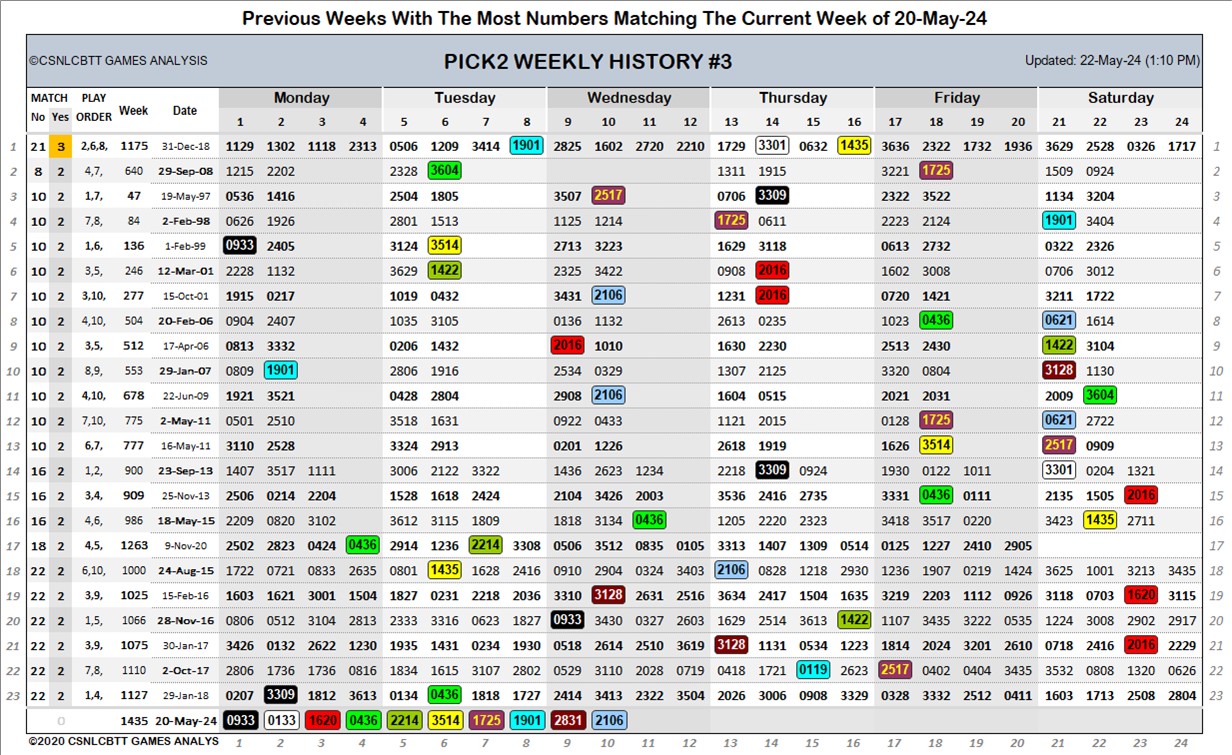 Previous Weeks With The Most Numbers Matching The Current Week of 20-May-24
©CSNLCBTT GAMES ANALYSIS PICK2 WEEKLY HISTORY #3 Updated: 22-May-24 (1:10 PM)
MATCH PLAY Week Date Monday Tuesday Wednesday Thursday Friday Saturday
No Yes ORDER 1 2 3 4 5 6 7 8 9 10 11 12 13 14 15 16 17 18 19 20 21 22 23 24
1 21 3 2,6,8, 1175 31-Dec-18 1129 1302 1118 2313 0506 1209 3414 1901 2825 1602 2720 2210 1729 3301 0632 1435 3636 2322 1732 1936 3629 2528 0326 1717 1
2 8 2 4,7, 640 29-Sep-08 1215 2202 2328 3604 1311 1915 3221 1725 1509 0924 2
3 10 2 1,7, 47 19-May-97 0536 1416 2504 1805 3507 2517 0706 3309 2322 3522 1134 3204 3
4 10 2 7,8, 84 2-Feb-98 0626 1926 2801 1513 1125 1214 1725 0611 2223 2124 1901 3404 4
5 10 2 1,6, 136 1-Feb-99 0933 2405 3124 3514 2713 3223 1629 3118 0613 2732 0322 2326 5
6 10 2 3,5, 246 12-Mar-01 2228 1132 3629 1422 2325 3422 0908 2016 1602 3008 0706 3012 6
7 10 2 3,10, 277 15-Oct-01 1915 0217 1019 0432 3431 2106 1231 2016 0720 1421 3211 1722 7
8 10 2 4,10, 504 20-Feb-06 0904 2407 1035 3105 0136 1132 2613 0235 1023 0436 0621 1614 8
9 10 2 3,5, 512 17-Apr-06 0813 3332 0206 1432 2016 1010 1630 2230 2513 2430 1422 3104 9
10 10 2 8,9, 553 29-Jan-07 0809 1901 2806 1916 2534 0329 1307 2125 3320 0804 3128 1130 10
11 10 2 4,10, 678 22-Jun-09 1921 3521 0428 2804 2908 2106 1604 0515 2021 2031 2009 3604 11
12 10 2 7,10, 775 2-May-11 0501 2510 3518 1631 0922 0433 1121 2015 0128 1725 0621 2722 12
13 10 2 6,7, 777 16-May-11 3110 2528 3324 2913 0201 1226 2618 1919 1626 3514 2517 0909 13
14 16 2 1,2, 900 23-Sep-13 1407 3517 1111 3006 2122 3322 1436 2623 1234 2218 3309 0924 1930 0122 1011 3301 0204 1321 14
15 16 2 3,4, 909 25-Nov-13 2506 0214 2204 1528 1618 2424 2104 3426 2003 3536 2416 2735 3331 0436 0111 2135 1505 2016 15
16 16 2 4,6, 986 18-May-15 2209 0820 3102 3612 3115 1809 1818 3134 0436 1205 2220 2323 3418 3517 0220 3423 1435 2711 16
17 18 2 4,5, 1263 9-Nov-20 2502 2823 0424 0436 2914 1236 2214 3308 0506 3512 0835 0105 3313 1407 1309 0514 0125 1227 2410 2905 17
18 22 2 6,10, 1000 24-Aug-15 1722 0721 0833 2635 0801 1435 1628 2416 0910 2904 0324 3403 2106 0828 1218 2930 1236 1907 0219 1424 3625 1001 3213 3435 18
19 22 2 3,9, 1025 15-Feb-16 1603 1621 3001 1504 1827 0231 2218 2036 3310 3128 2631 2516 3634 2417 1504 1635 3219 2203 1112 0926 3118 0703 1620 3115 19
20 22 2 1,5, 1066 28-Nov-16 0806 0512 3104 2813 2333 3316 0623 1827 0933 3430 0327 2603 1629 2514 3613 1422 1107 3435 3222 0535 1224 3008 2902 2917 20
21 22 2 3,9, 1075 30-Jan-17 3426 0132 2622 1230 1935 1431 0234 1930 0518 2614 2510 3619 3128 1131 0534 1223 1814 2024 3201 2610 0718 2416 2016 2229 21
22 22 2 7,8, 1110 2-Oct-17 2806 1736 1736 0816 1834 1513 3107 2802 0529 3110 2028 0719 0418 1721 0119 2623 2517 0402 0404 3435 3532 0808 1320 0626 22
23 22 2 1,4, 1127 29-Jan-18 0207 3309 1812 3613 0134 0436 1818 1727 2414 3413 2322 3504 2026 3006 0908 3329 0328 3332 2512 0411 1603 1713 2508 2804 23
0 1435 20-May-24 0933 0133 1620 0436 2214 3514 1725 1901 2831 2106
©2020 CSNLCBTT GAMES ANALYS 1 2 3 4 5 6 7 8 9 10 11 12 13 14 15 16 17 18 19 20 21 22 23 24